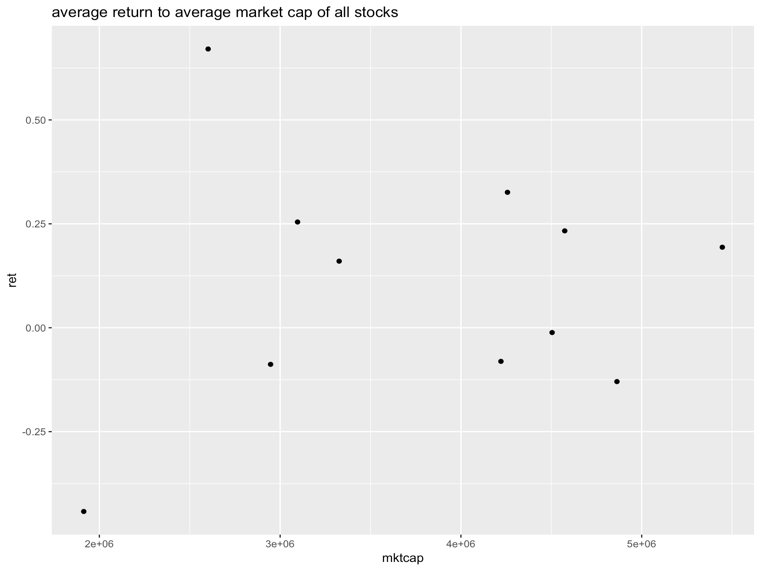 average return to average market cap of all stocks
0.50
0.25
0.00
-0.25
ret
2e+06 3e+06 4e+06 5e+06
mktcap